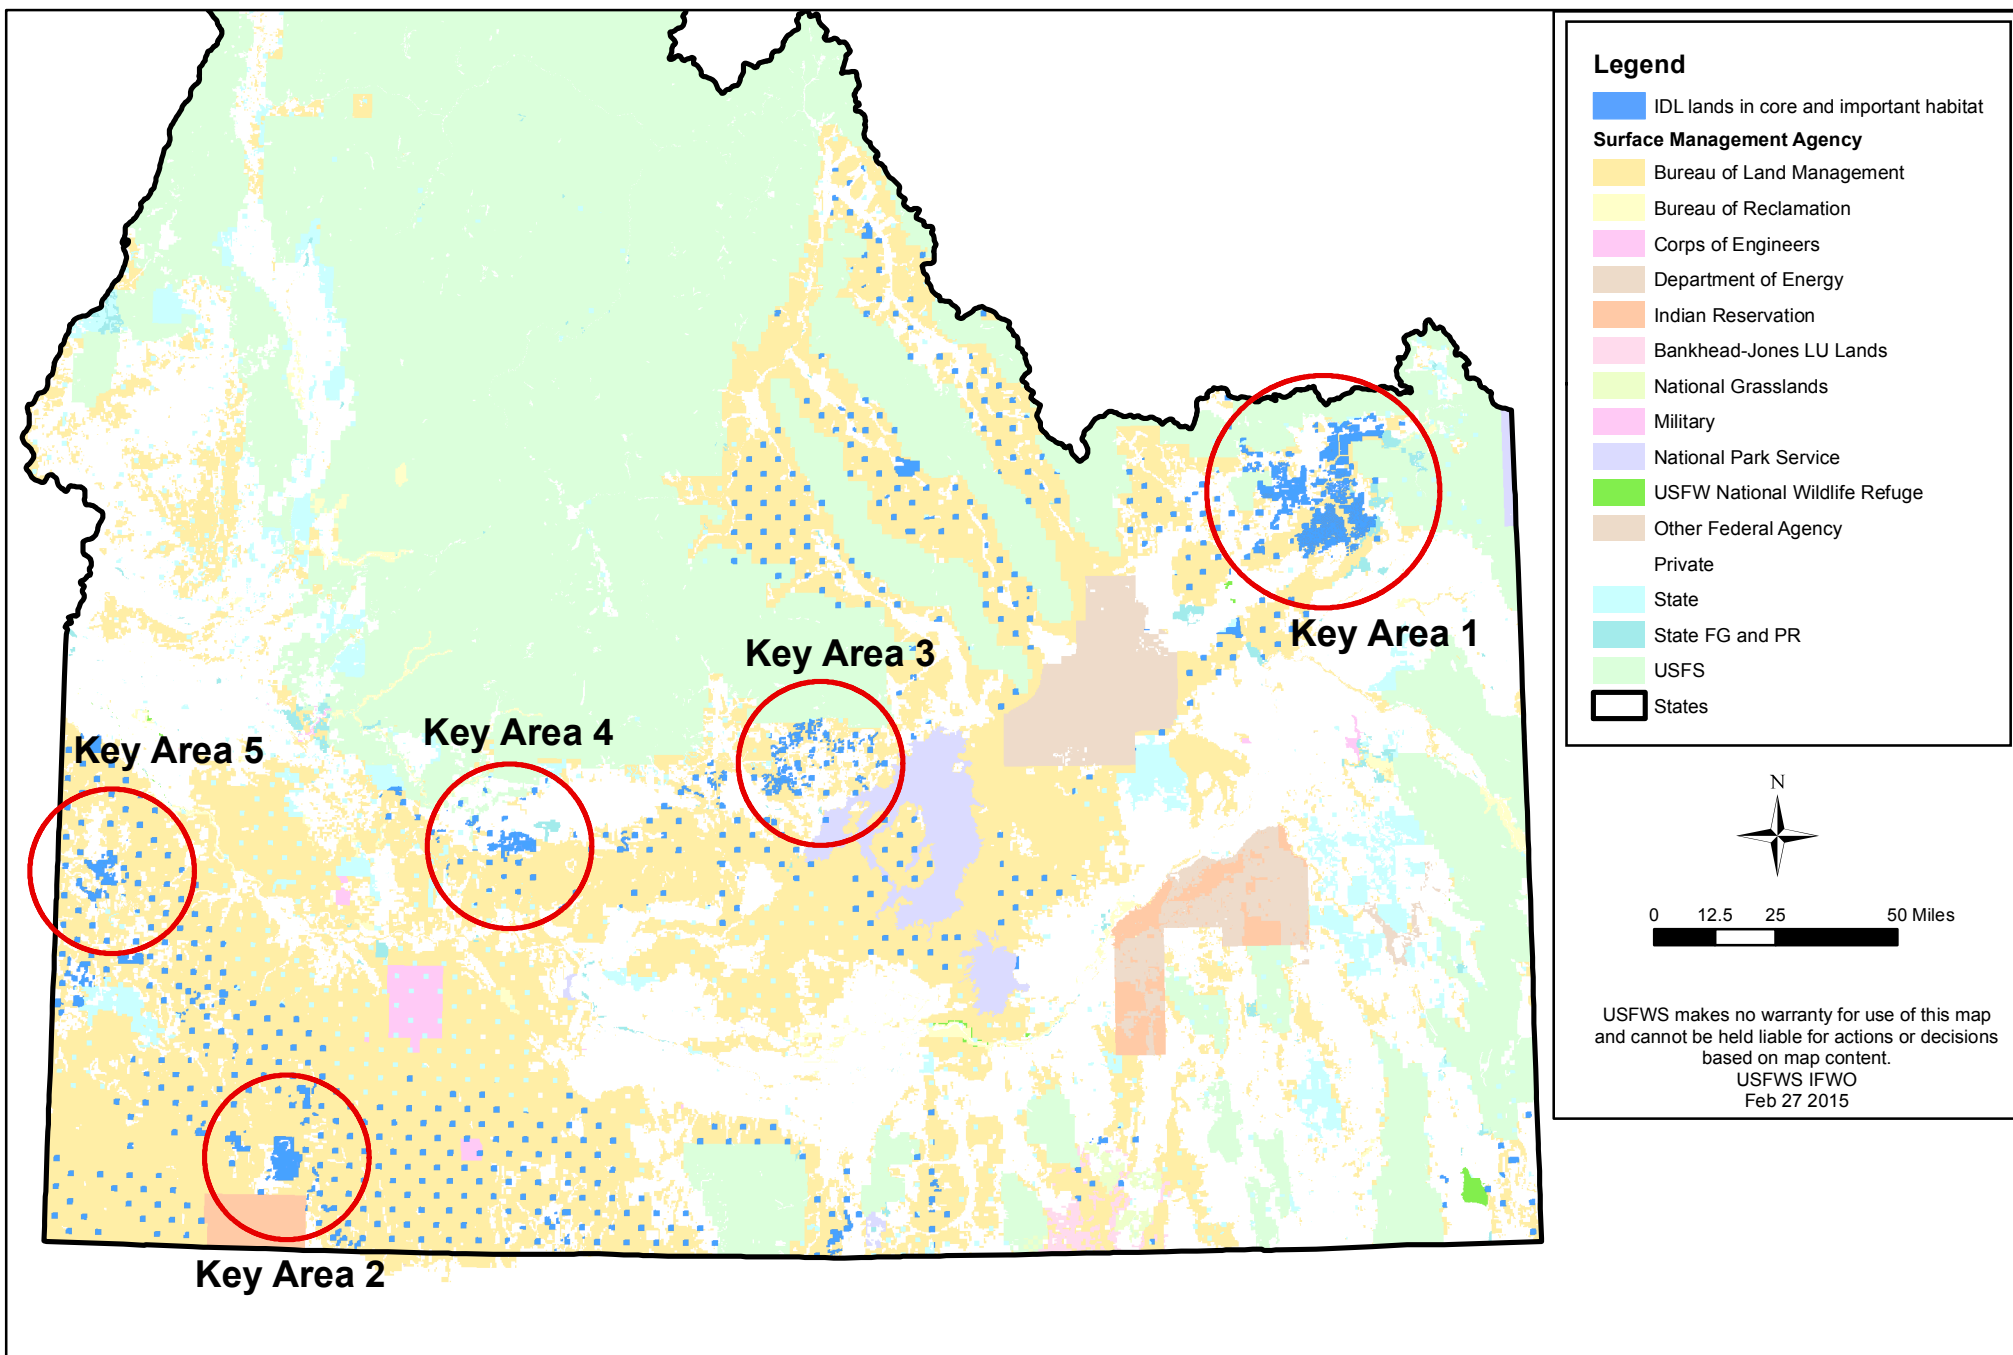 Legend
IDL lands in core and important habitat
Surface Management Agency
Bureau of Land Management
Bureau of Reclamation
Corps of Engineers
Department of Energy
Indian Reservation
Bankhead-Jones LU Lands
National Grasslands
Military
National Park Service
USFW National Wildlife Refuge
Other Federal Agency
Private
State
State FG and PR
USFS
States
Key Area 1
Key Area 3
Key Area 4
Key Area 5
Key Area 2
N
0 12.5 25 50 Miles
USFWS makes no warranty for use of this map
and cannot be held liable for actions or decisions
based on map content.
USFWS IFWO
Feb 27 2015